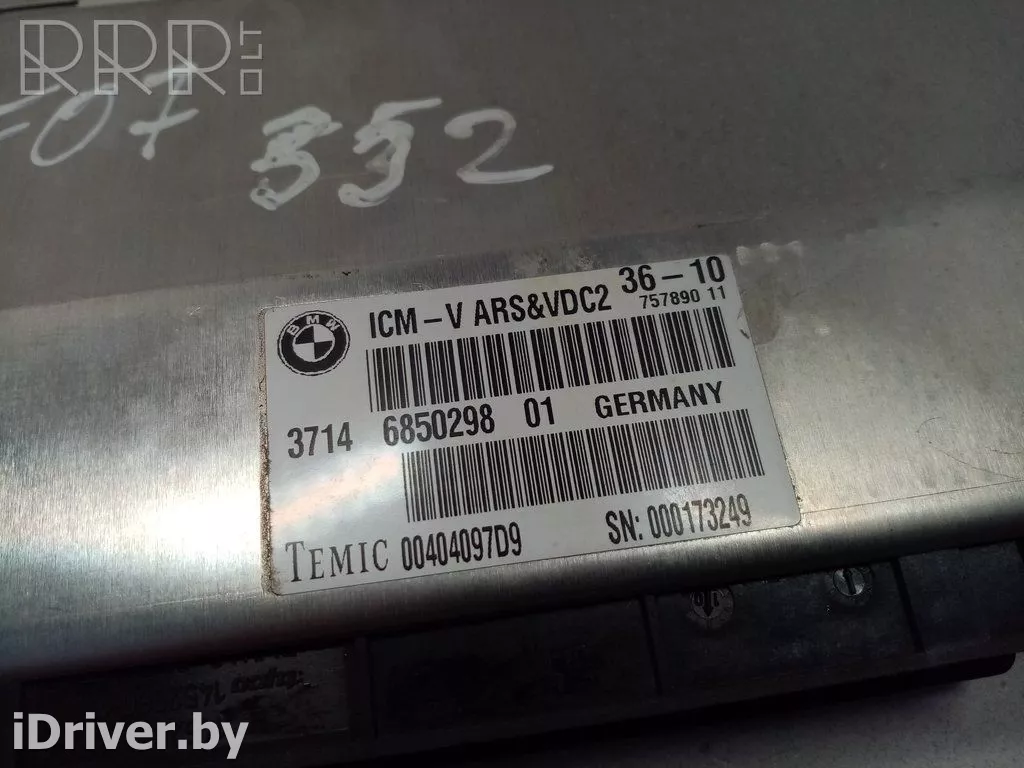 RRR.LT
F07 352
BMW
ICM-V ARS&VDC2 36-10
757890 11
3714 6850298 01 GERMANY
TEMIC 00404097D9 SN: 000173249
iDriver.by